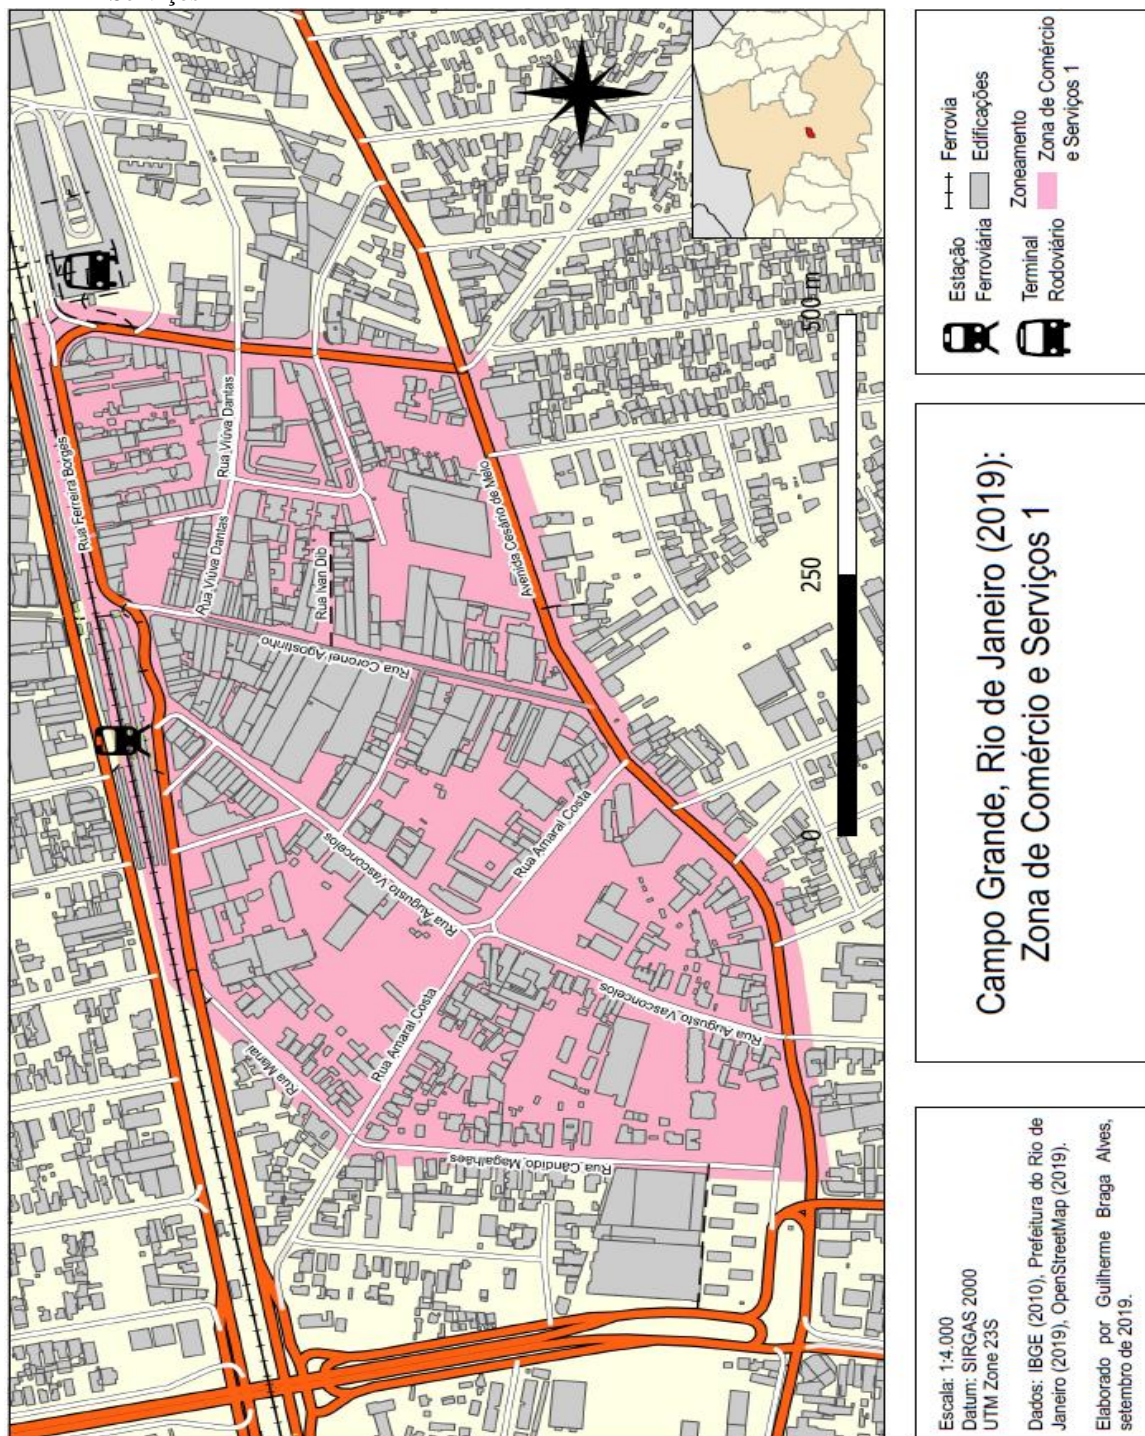 Rua Ferreira Borges
Rua Viúva Dantas
Rua Viúva Dantas
Rua Ivan Dib
Rua Coronel Agostinho
Avenida Cesário de Melo
Rua Augusto Vasconcelos
Rua Amaral Costa
Rua Amaral Costa
Rua Augusto Vasconcelos
Rua Manaí
Rua Cândido Magalhães
0
250
500 m
Escala: 1:4.000
Datum: SIRGAS 2000
UTM Zone 23S
Dados: IBGE (2010), Prefeitura do Rio de
Janeiro (2019), OpenStreetMap (2019).
Elaborado por Guilherme Braga Alves,
setembro de 2019.
Campo Grande, Rio de Janeiro (2019):
Zona de Comércio e Serviços 1
Estação
Ferroviária
Terminal
Rodoviário
Ferrovia
Edificações
Zoneamento
Zona de Comércio
e Serviços 1